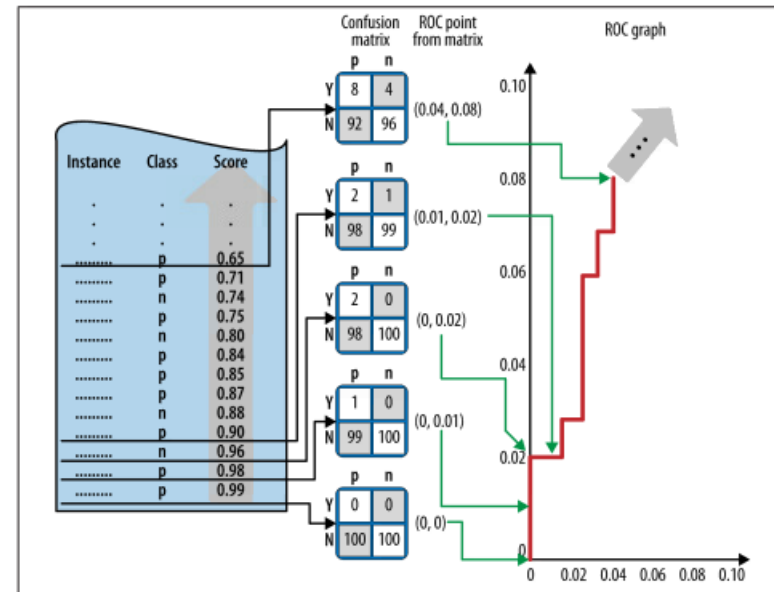 Confusion matrix
ROC point from matrix
ROC graph
p n
Y 8 4
N 92 96
(0.04, 0.08)
p n
Y 2 1
N 98 99
(0.01, 0.02)
p n
Y 2 0
N 98 100
(0, 0.02)
p n
Y 1 0
N 99 100
(0, 0.01)
p n
Y 0 0
N 100 100
(0, 0)
Instance Class Score
. . .
. . .
. . .
......... p 0.65
......... p 0.71
......... n 0.74
......... p 0.75
......... n 0.80
......... p 0.84
......... p 0.85
......... p 0.87
......... n 0.88
......... p 0.90
......... n 0.96
......... p 0.98
......... p 0.99
...
0.10
0.08
0.06
0.04
0.02
0
0 0.02 0.04 0.06 0.08 0.10